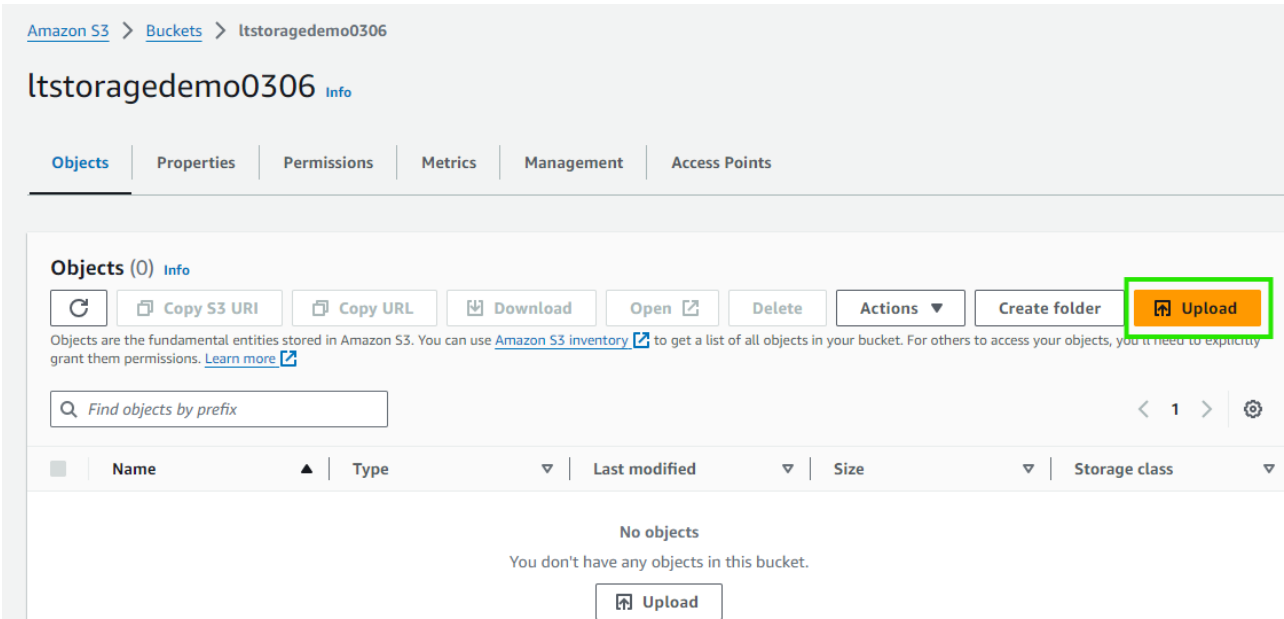 Amazon S3 > Buckets > ltstoragedemo0306
ltstoragedemo0306 Info
Objects Properties Permissions Metrics Management Access Points
Objects (0) Info
Copy S3 URI Copy URL Download Open Delete Actions Create folder Upload
Objects are the fundamental entities stored in Amazon S3. You can use Amazon S3 inventory to get a list of all objects in your bucket. For others to access your objects, you'll need to explicitly
grant them permissions. Learn more
Find objects by prefix
1
Name Type Last modified Size Storage class
No objects
You don't have any objects in this bucket.
Upload